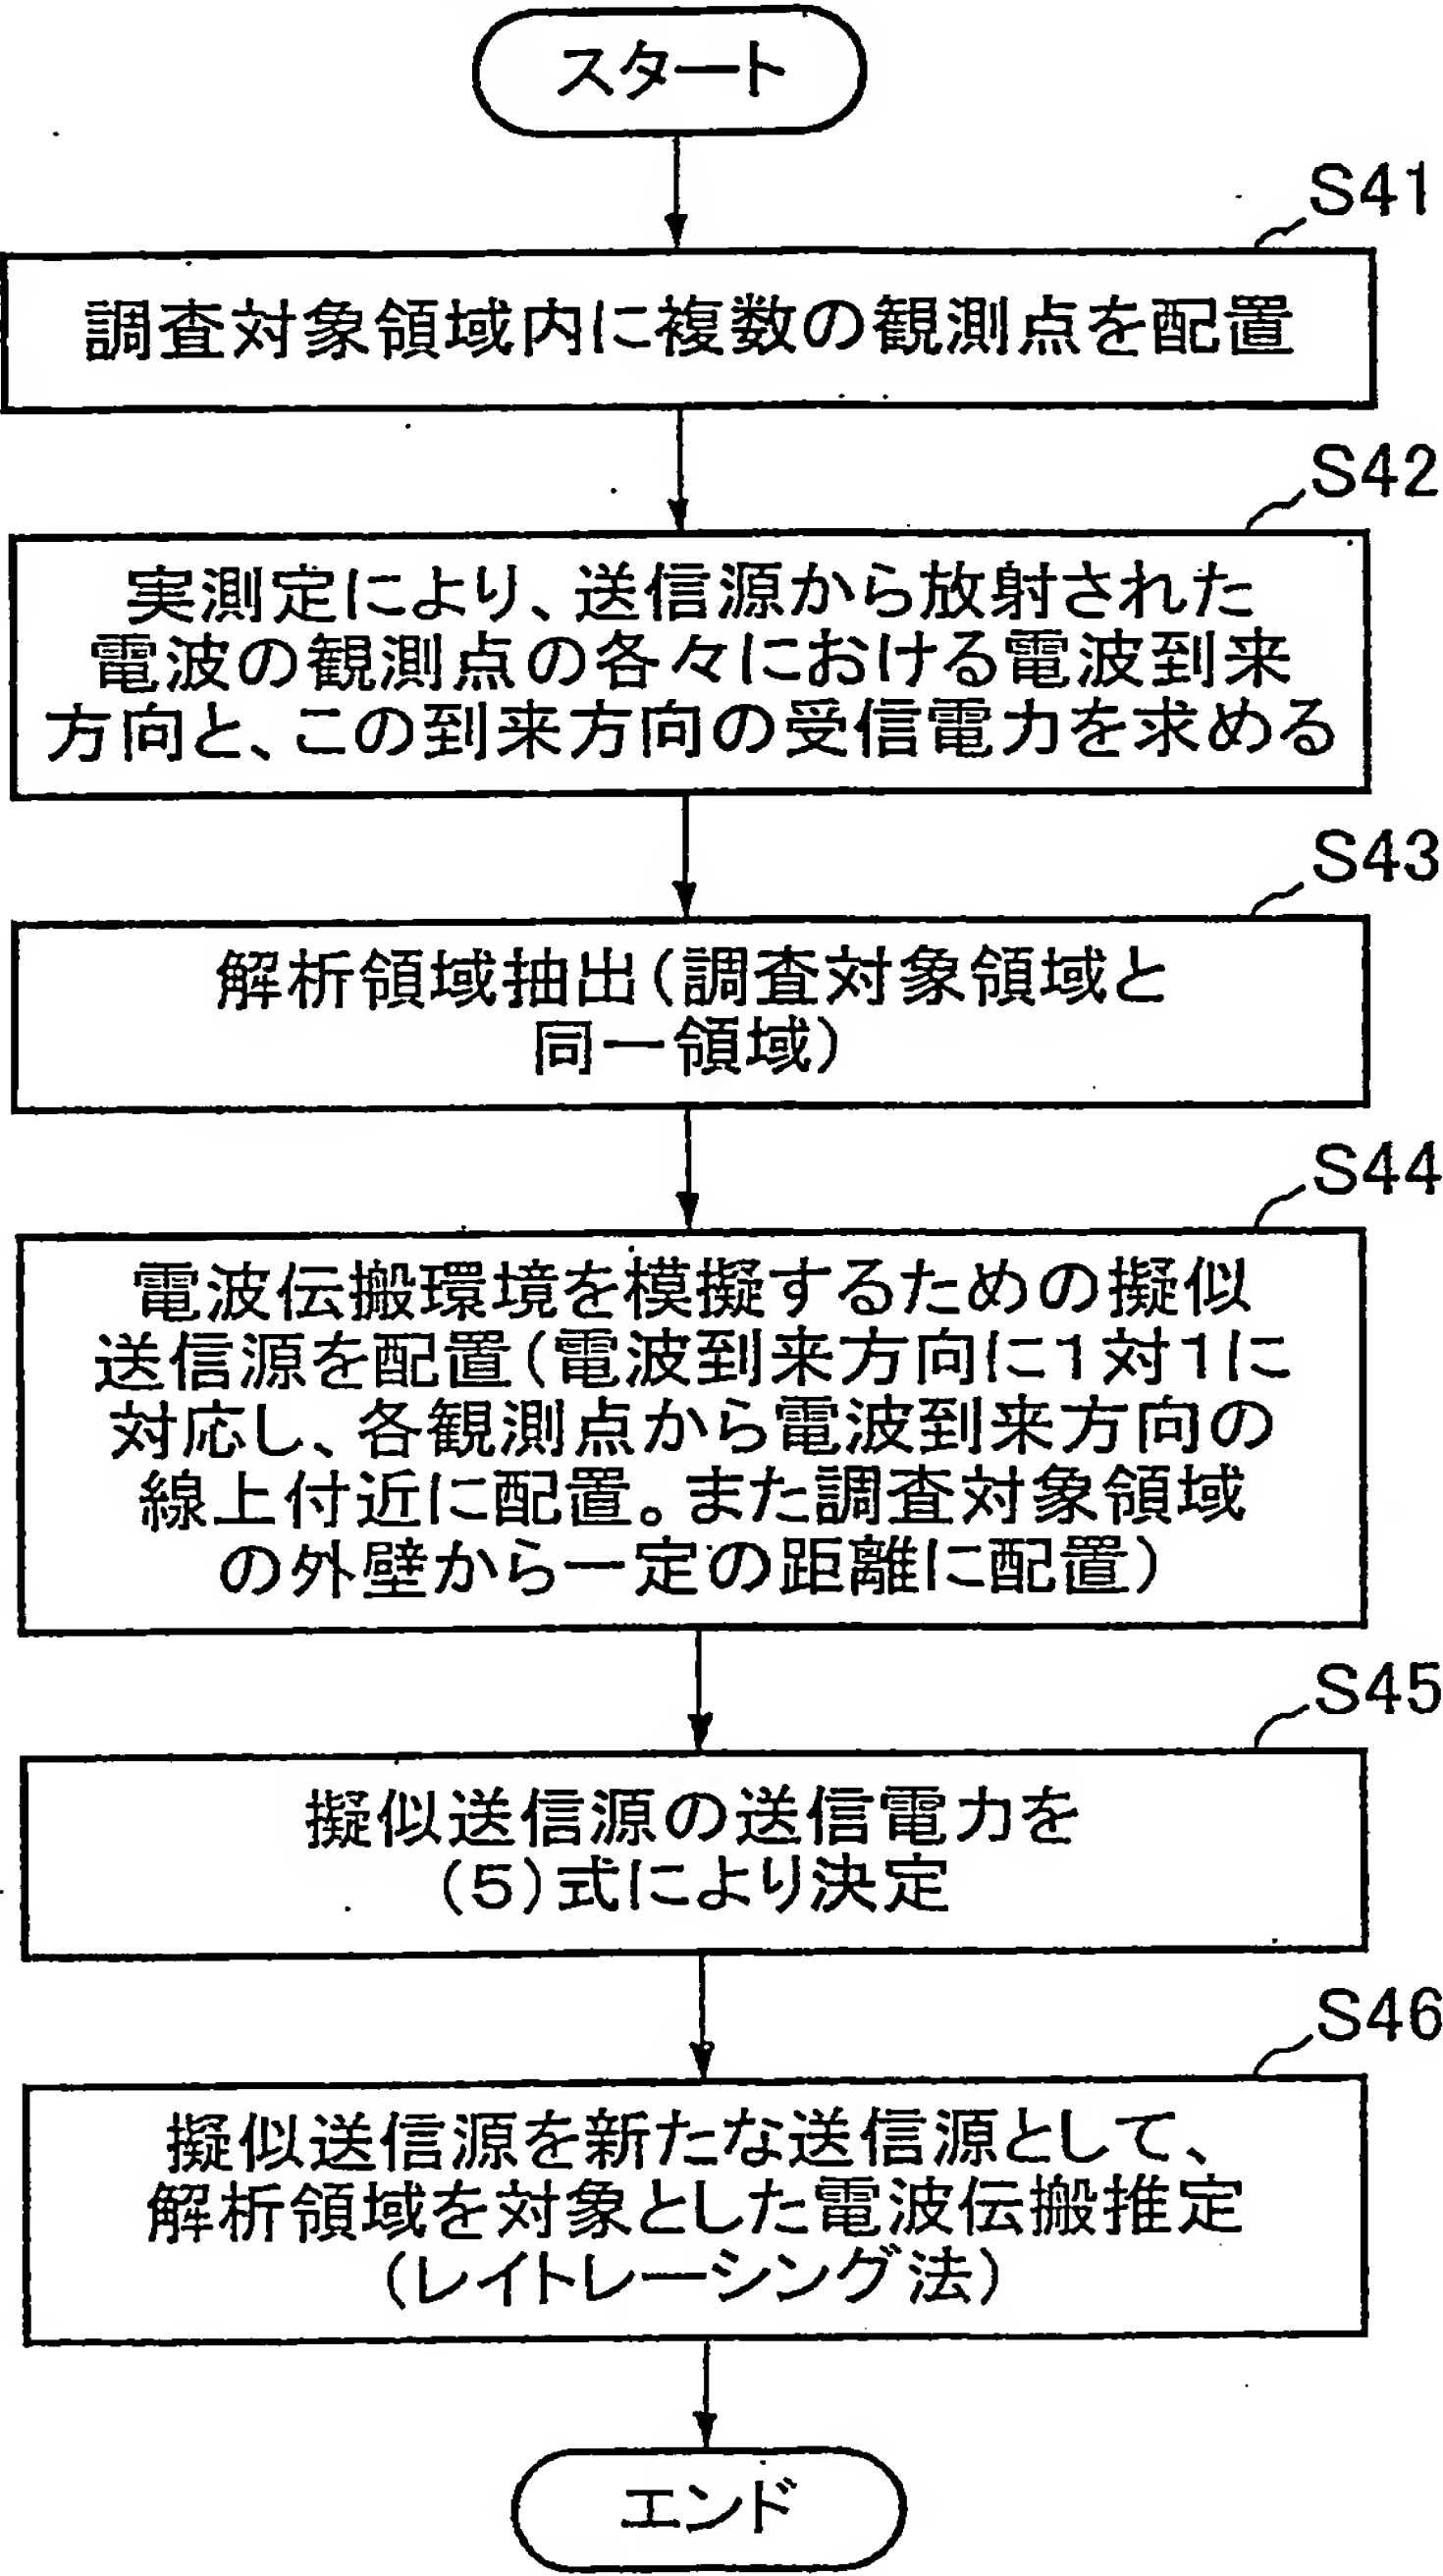 スタート
S41
調査対象領域内に複数の観測点を配置
S42
実測定により、送信源から放射された
電波の観測点の各々における電波到来
方向と、この到来方向の受信電力を求める
S43
解析領域抽出(調査対象領域と
同一領域)
S44
電波伝搬環境を模擬するための擬似
送信源を配置(電波到来方向に1対1に
対応し、各観測点から電波到来方向の
線上付近に配置。また調査対象領域
の外壁から一定の距離に配置)
S45
擬似送信源の送信電力を
(5)式により決定
S46
擬似送信源を新たな送信源として、
解析領域を対象とした電波伝搬推定
(レイトレーシング法)
エンド